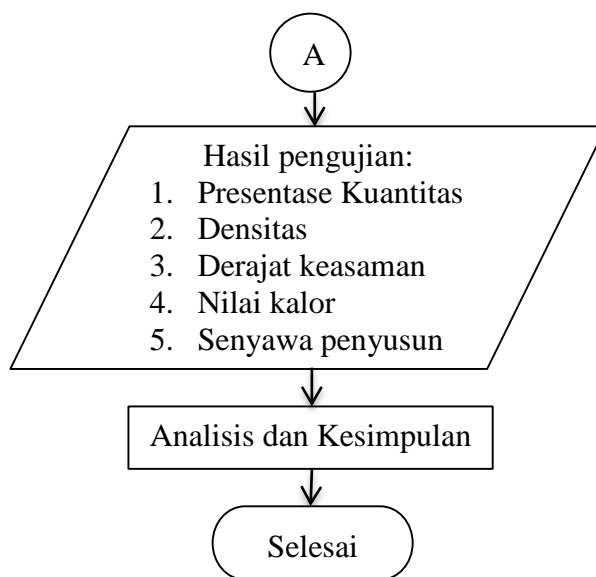 A
Hasil pengujian:
1. Presentase Kuantitas
2. Densitas
3. Derajat keasaman
4. Nilai kalor
5. Senyawa penyusun
Analisis dan Kesimpulan
Selesai